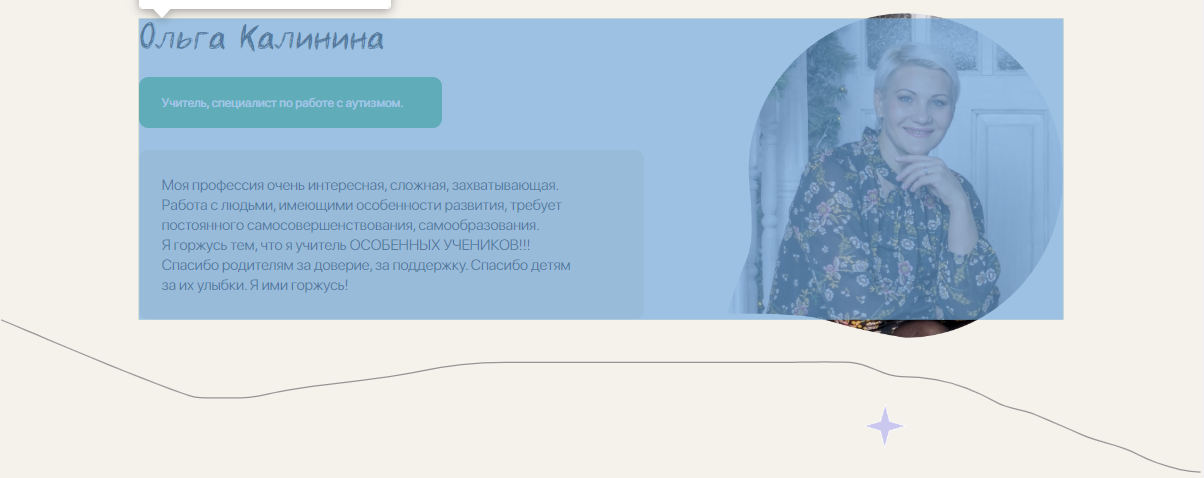 Ольга Калинина
Учитель, специалист по работе с аутизмом.
Моя профессия очень интересная, сложная, захватывающая.
Работа с людьми, имеющими особенности развития, требует
постоянного самосовершенствования, самообразования.
Я горжусь тем, что я учитель ОСОБЕННЫХ УЧЕНИКОВ!!!
Спасибо родителям за доверие, за поддержку. Спасибо детям
за их улыбки. Я ими горжусь!